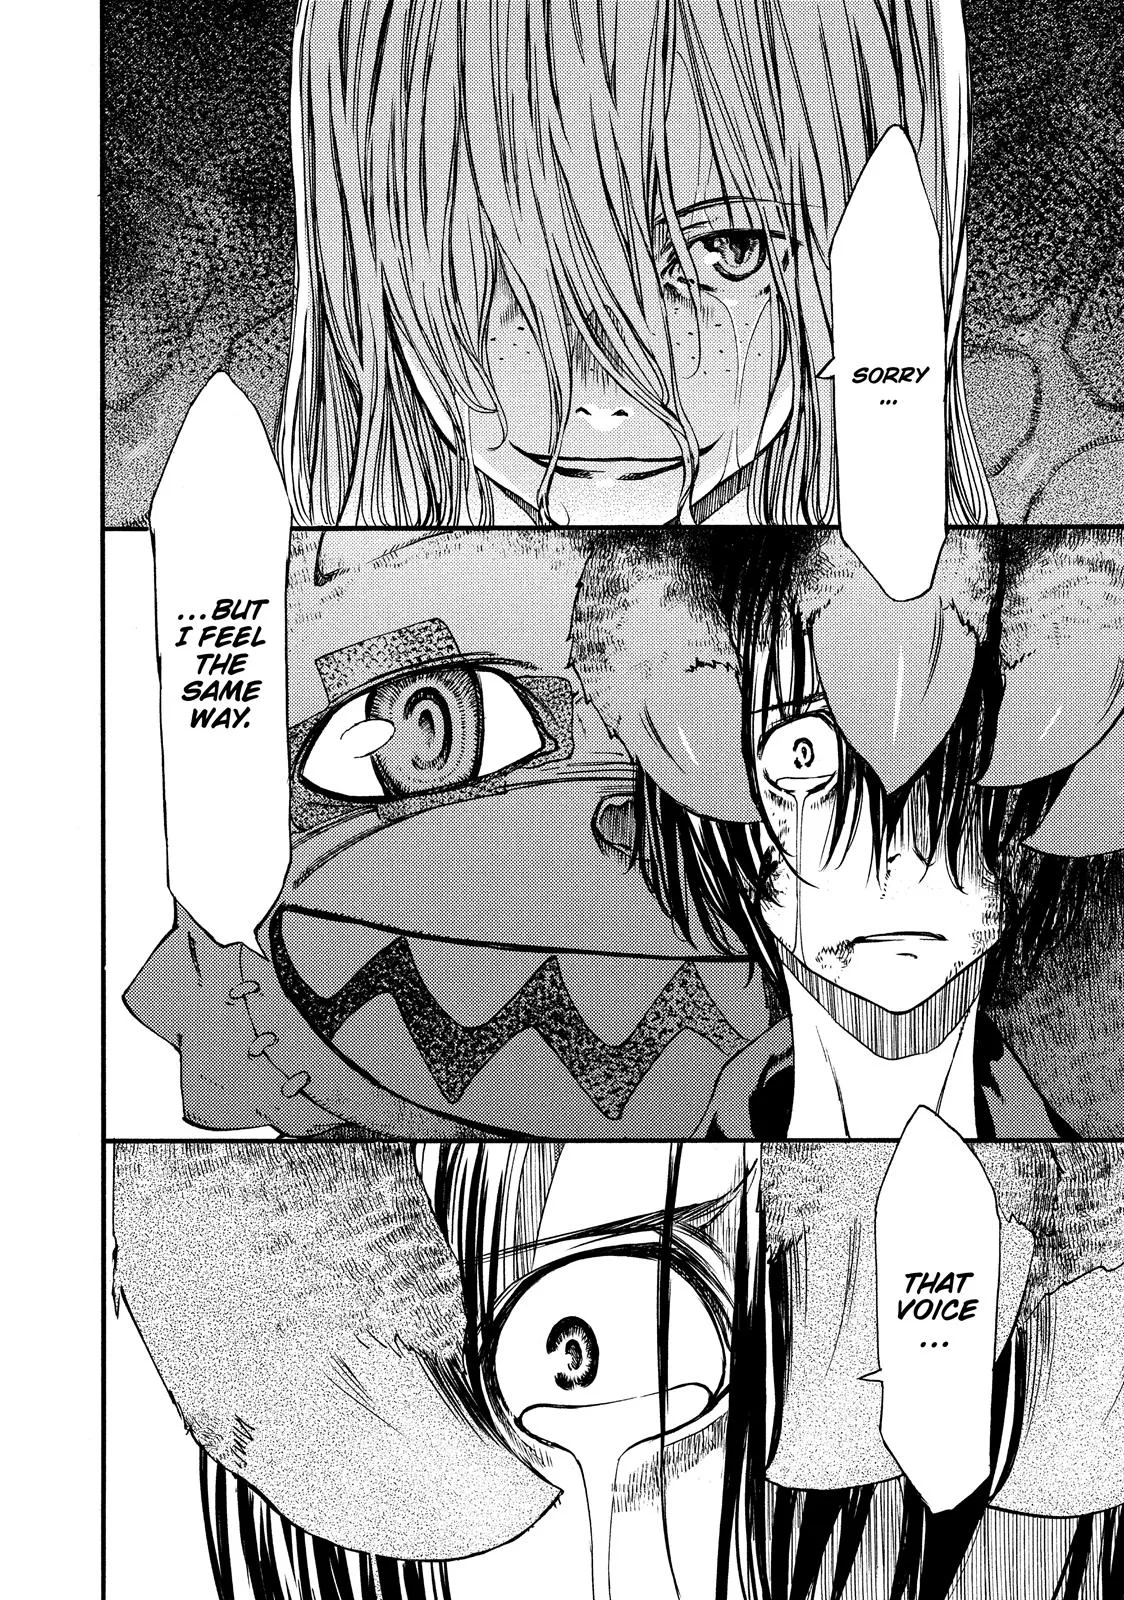 SORRY
...
...BUT
I FEEL
THE
SAME
WAY.
THAT
VOICE
...